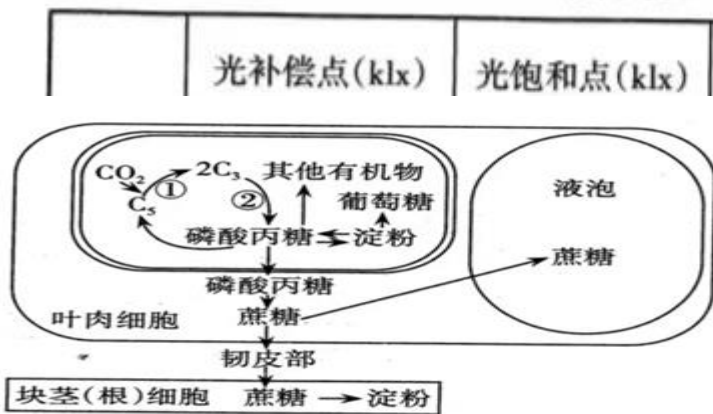 光补偿点(klx) 光饱和点(klx)
CO₂ 2C₃ 其他有机物
① ② 葡萄糖 液泡
C₅
磷酸丙糖 淀粉 蔗糖
磷酸丙糖
叶肉细胞 蔗糖
韧皮部
块茎(根)细胞 蔗糖 淀粉